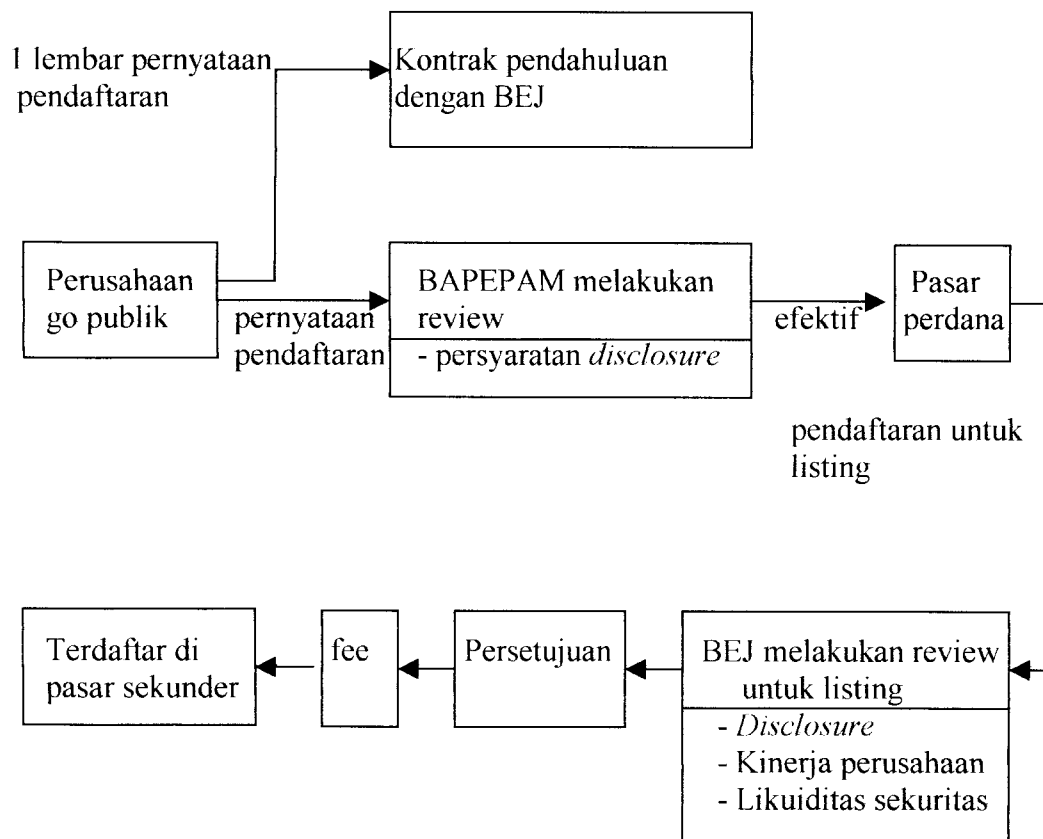 1 lembar pernyataan
pendaftaran
Kontrak pendahuluan
dengan BEJ
Perusahaan
go publik
pernyataan
pendaftaran
BAPEPAM melakukan
review
- persyaratan disclosure
efektif
Pasar
perdana
pendaftaran untuk
listing
Terdaftar di
pasar sekunder
fee
Persetujuan
BEJ melakukan review
untuk listing
- Disclosure
- Kinerja perusahaan
- Likuiditas sekuritas